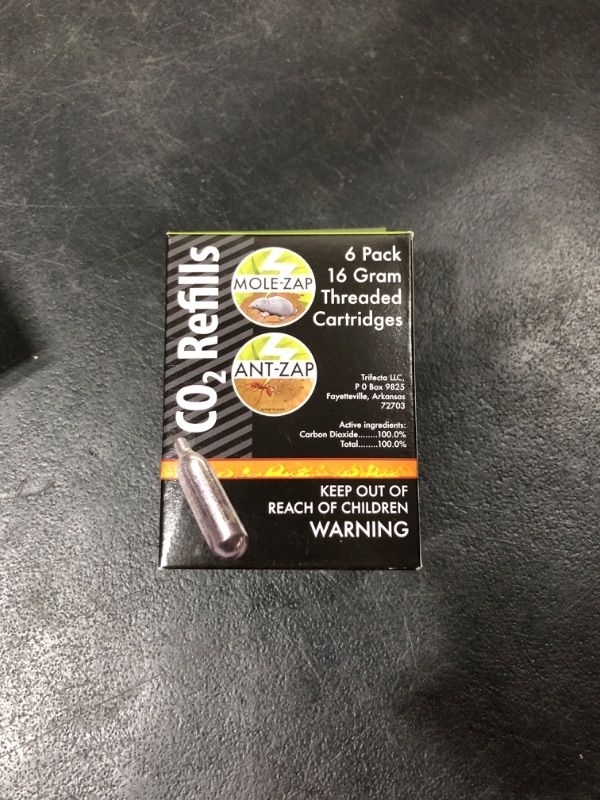 CO₂ Refills
MOLE-ZAP
ANT-ZAP
6 Pack
16 Gram
Threaded
Cartridges
Trifecta LLC,
P O Box 9825
Fayetteville, Arkansas
72703
Active ingredients:
Carbon Dioxide........100.0%
Total.....100.0%
KEEP OUT OF
REACH OF CHILDREN
WARNING